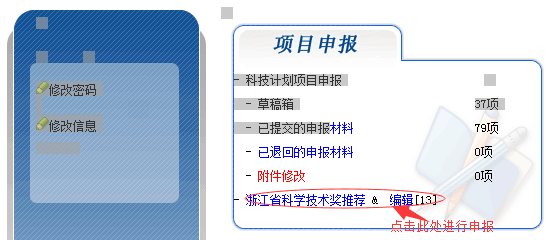 修改密码
修改信息
项目申报
- 科技计划项目申报
- 草稿箱 37项
- 已提交的申报材料 79项
- 已退回的申报材料 0项
- 附件修改 0项
- 浙江省科学技术奖推荐 & 编辑[13]
点击此处进行申报